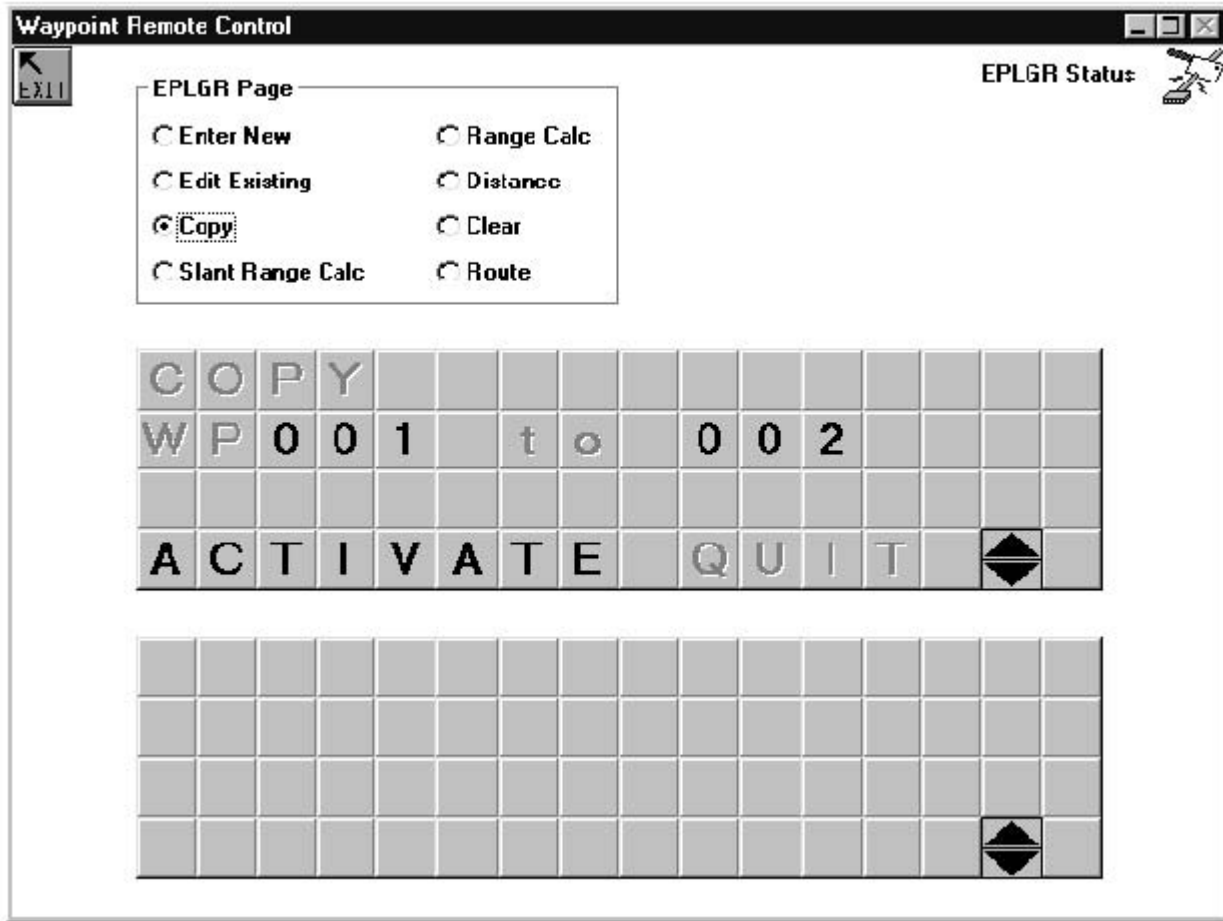 Waypoint Remote Control
EXIT
EPLGR Status
EPLGR Page
Enter New
Range Calc
Edit Existing
Distance
Copy
Clear
Slant Range Calc
Route
COPY
WP001 to 002
ACTIVATE QUIT